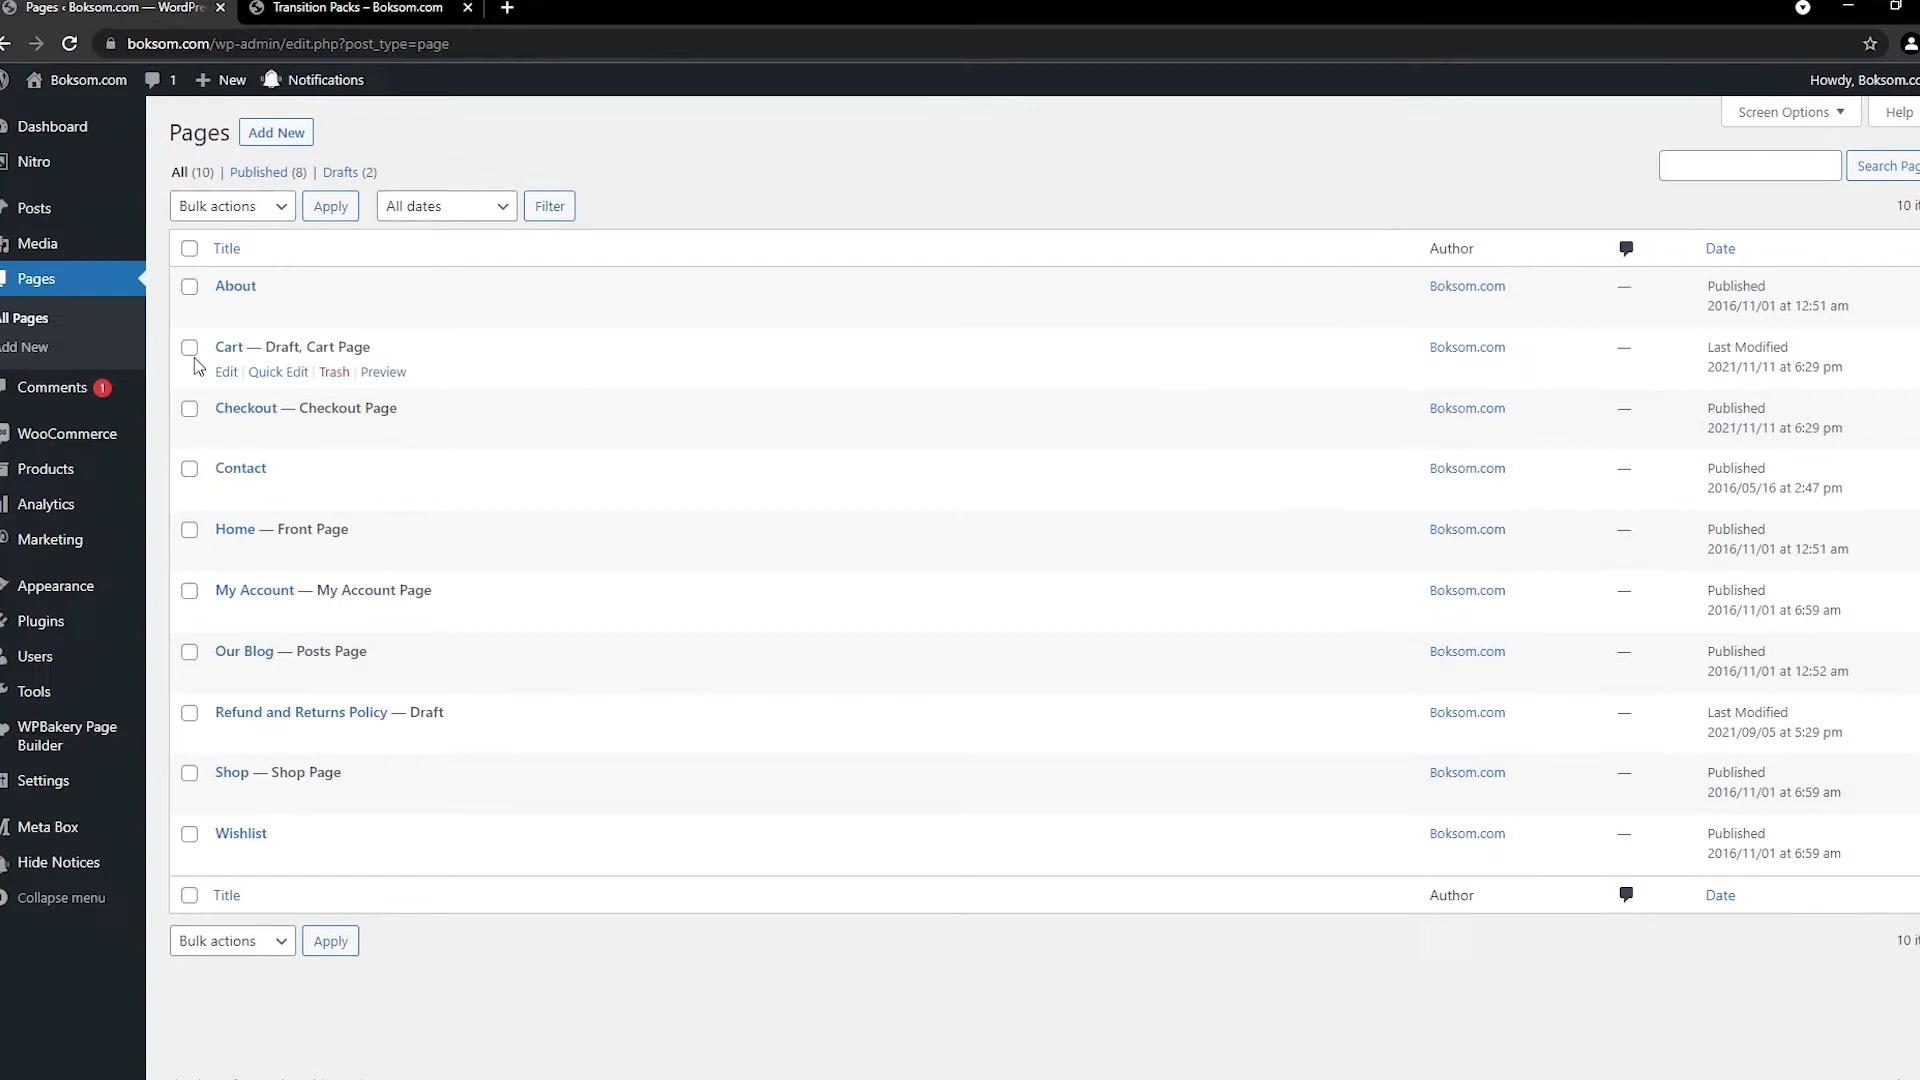 Pages ‹ Boksom.com — WordPre
Transition Packs – Boksom.com
boksom.com/wp-admin/edit.php?post_type=page
Boksom.com 1 New Notifications
Howdy, Boksom.co
Dashboard
Nitro
Posts
Media
Pages
All Pages
Add New
Comments 1
WooCommerce
Products
Analytics
Marketing
Appearance
Plugins
Users
Tools
WPBakery Page
Builder
Settings
Meta Box
Hide Notices
Collapse menu
Screen Options Help
Pages Add New
All (10) | Published (8) | Drafts (2)
Search Pag
Bulk actions Apply All dates Filter
10 it
Title Author Date
About Boksom.com — Published
2016/11/01 at 12:51 am
Cart — Draft, Cart Page Boksom.com — Last Modified
2021/11/11 at 6:29 pm
Edit | Quick Edit | Trash | Preview
Checkout — Checkout Page Boksom.com — Published
2021/11/11 at 6:29 pm
Contact Boksom.com — Published
2016/05/16 at 2:47 pm
Home — Front Page Boksom.com — Published
2016/11/01 at 12:51 am
My Account — My Account Page Boksom.com — Published
2016/11/01 at 6:59 am
Our Blog — Posts Page Boksom.com — Published
2016/11/01 at 12:52 am
Refund and Returns Policy — Draft Boksom.com — Last Modified
2021/09/05 at 5:29 pm
Shop — Shop Page Boksom.com — Published
2016/11/01 at 6:59 am
Wishlist Boksom.com — Published
2016/11/01 at 6:59 am
Title Author Date
Bulk actions Apply
10 it